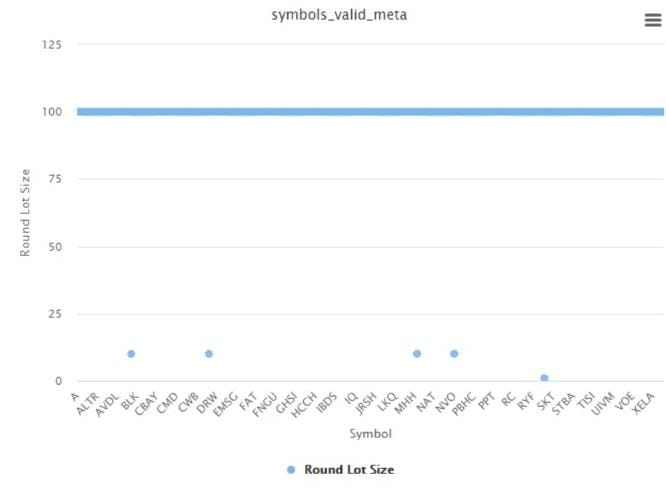 symbols_valid_meta
125
100
75
50
25
0
Round Lot Size
A ALTR AVDL BLK CBAY CMD CWB DRW EMSG FAT FNGU GHSI HCCH IBDS IQ JRSH LKQ MHH NAT NVO PBHC PPT RC RYF SKT STBA TISI UIVM VOE XELA
Symbol
Round Lot Size